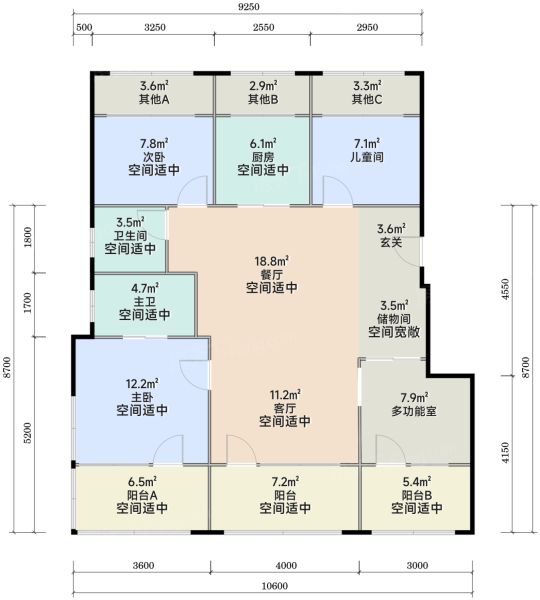 9250
500
3250
2550
2950
3.6㎡
其他A
2.9㎡
其他B
3.3㎡
其他C
7.8㎡
次卧
空间适中
6.1㎡
厨房
空间适中
7.1㎡
儿童间
3.5㎡
卫生间
空间适中
18.8㎡
餐厅
空间适中
3.6㎡
玄关
4.7㎡
主卫
空间适中
3.5㎡
储物间
空间宽敞
12.2㎡
主卧
空间适中
11.2㎡
客厅
空间适中
7.9㎡
多功能室
6.5㎡
阳台A
空间适中
7.2㎡
阳台
空间适中
5.4㎡
阳台B
空间适中
8700
1800
1700
5200
4550
4150
8700
3600
4000
3000
10600